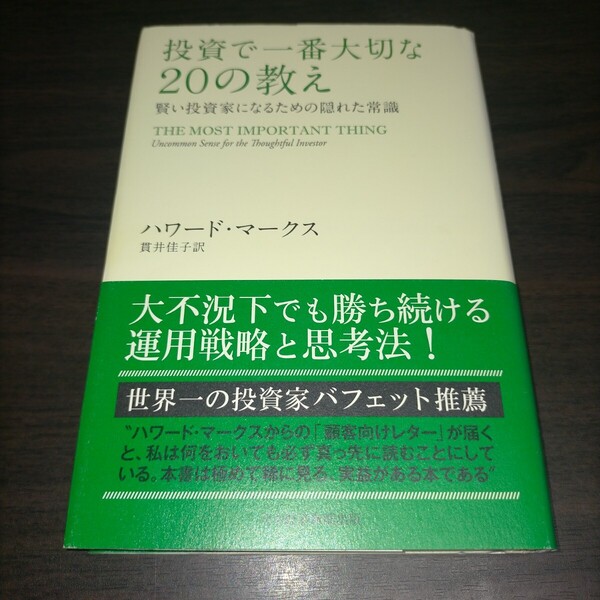 投資で一番大切な
20の教え
賢い投資家になるための隠れた常識
THE MOST IMPORTANT THING
Uncommon Sense for the Thoughtful Investor
ハワード・マークス
貫井佳子訳
大不況下でも勝ち続ける
運用戦略と思考法！
世界一の投資家バフェット推薦
“ハワード・マークスからの「顧客向けレター」が届く
と、私は何をおいても必ず真っ先に読むことにして
いる。本書は極めて稀に見る、実益がある本である”